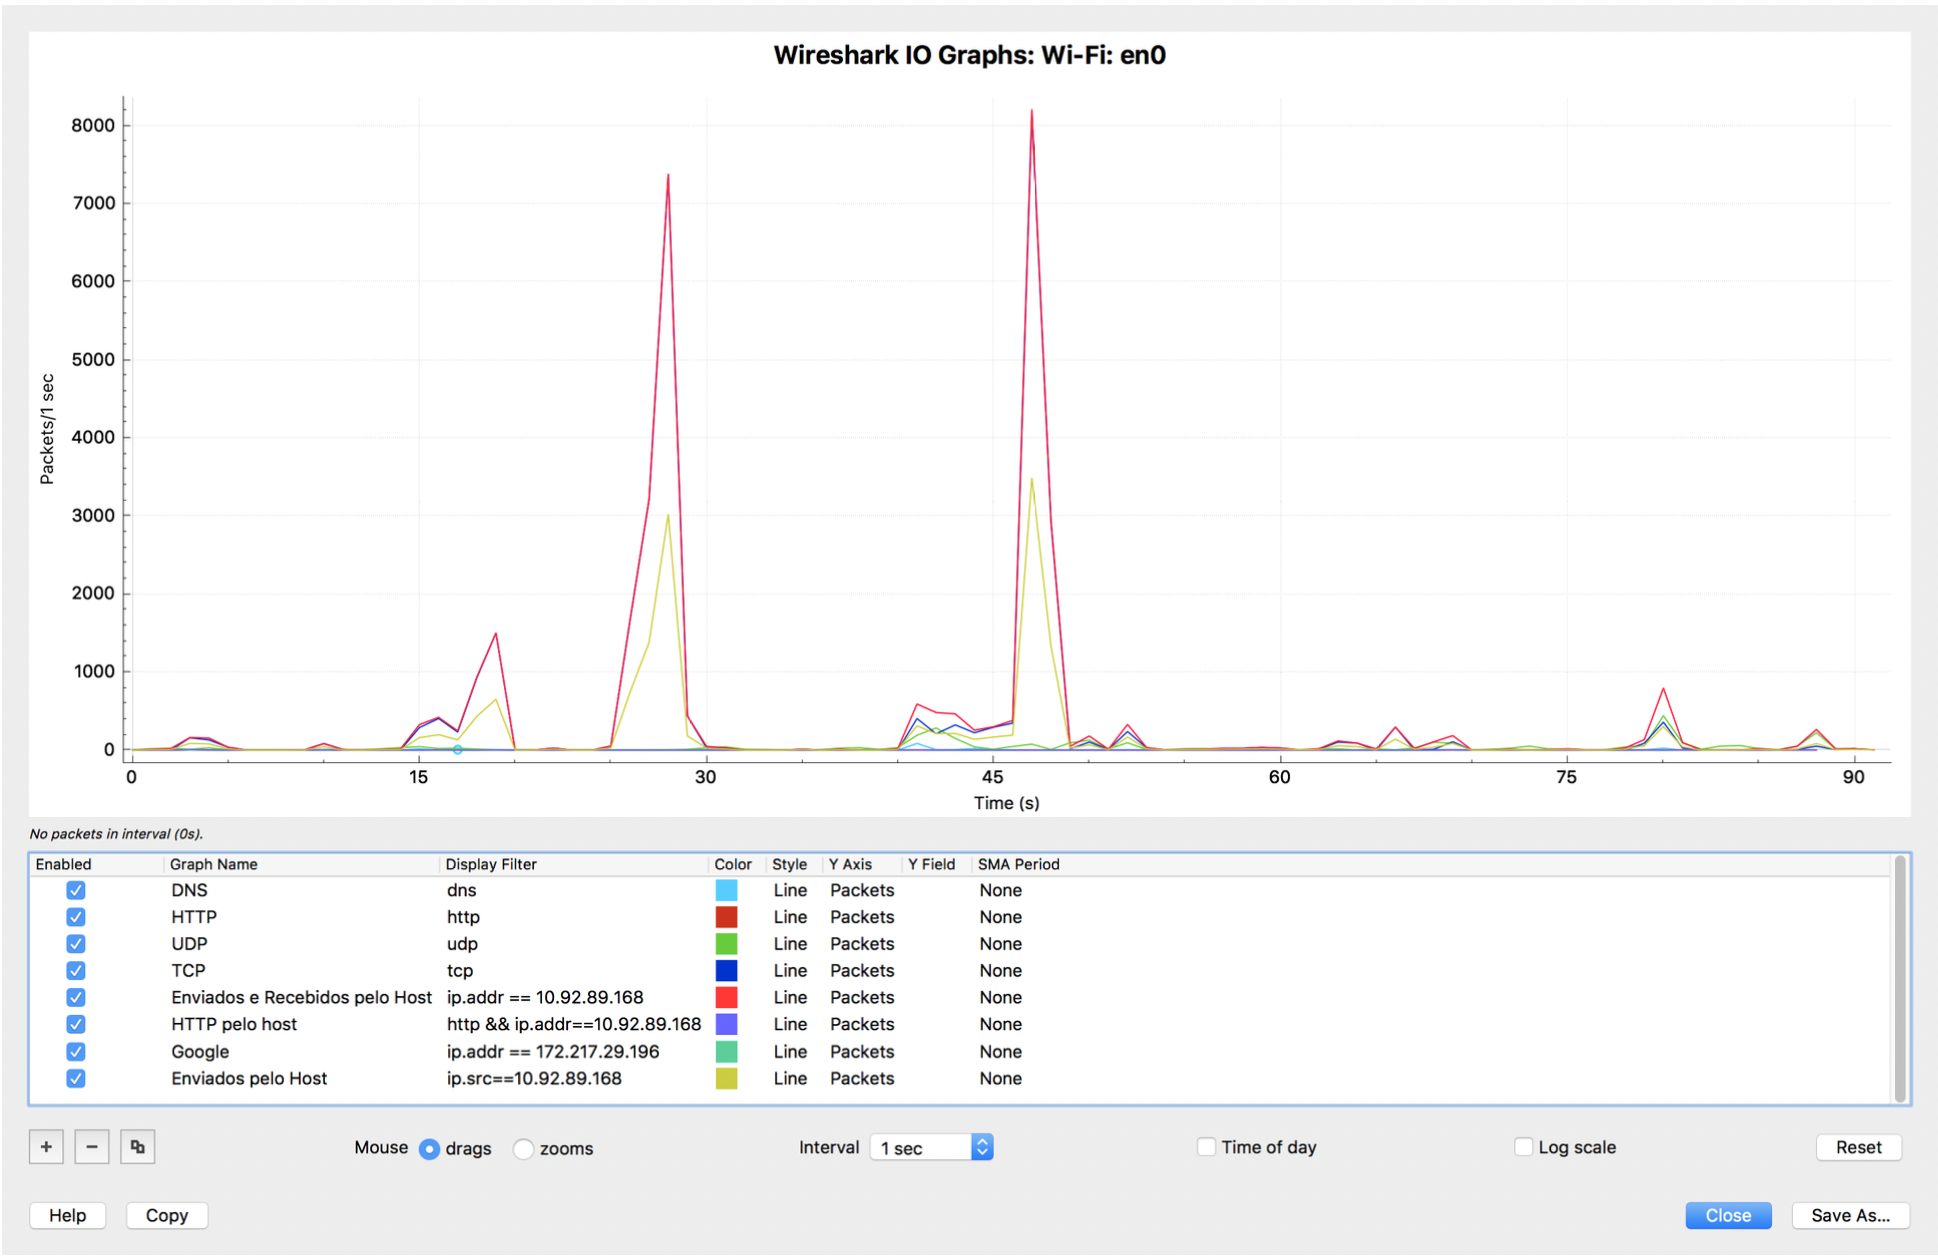 Wireshark IO Graphs: Wi-Fi: en0
8000
7000
6000
5000
4000
3000
2000
1000
0
Packets/1 sec
0 15 30 45 60 75 90
Time (s)
No packets in interval (0s).
Enabled Graph Name Display Filter Color Style Y Axis Y Field SMA Period
DNS dns Line Packets None
HTTP http Line Packets None
UDP udp Line Packets None
TCP tcp Line Packets None
Enviados e Recebidos pelo Host ip.addr == 10.92.89.168 Line Packets None
HTTP pelo host http && ip.addr==10.92.89.168 Line Packets None
Google ip.addr == 172.217.29.196 Line Packets None
Enviados pelo Host ip.src==10.92.89.168 Line Packets None
+ − Mouse drags zooms Interval 1 sec Time of day Log scale Reset
Help Copy Close Save As...